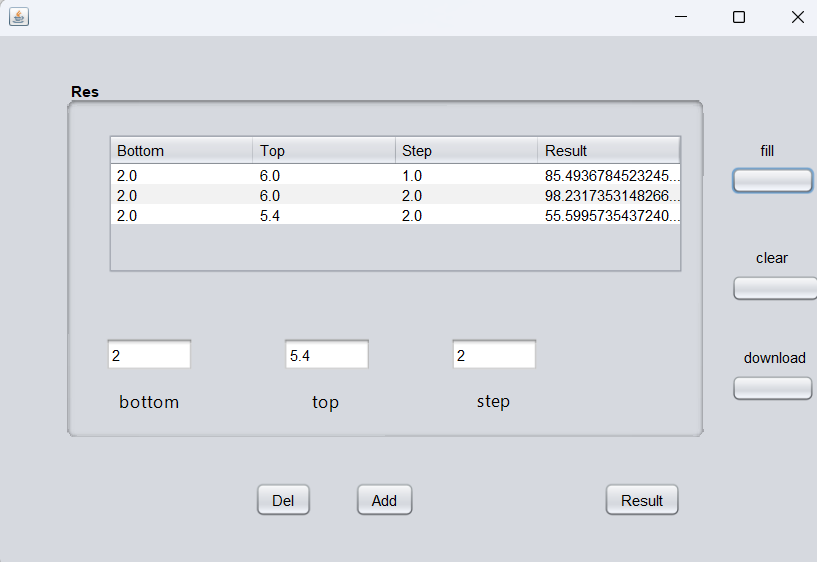 Res
Bottom Top Step Result
2.0 6.0 1.0 85.4936784523245...
2.0 6.0 2.0 98.2317353148266...
2.0 5.4 2.0 55.5995735437240...
fill
clear
download
2 5.4 2
bottom top step
Del Add Result